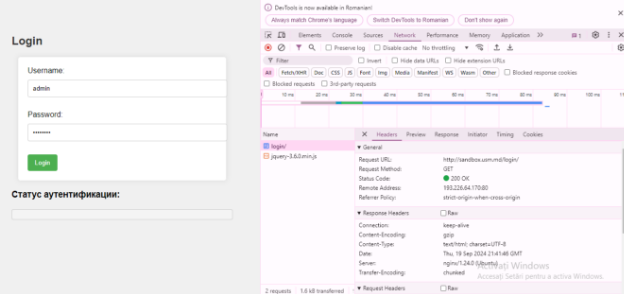 DevTools is now available in Romanian!
Always match Chrome's language
Switch DevTools to Romanian
Don't show again
Elements Console Sources Network Performance Memory Application
Preserve log Disable cache No throttling
Filter Invert Hide data URLs Hide extension URLs
All Fetch/XHR Doc CSS JS Font Img Media Manifest WS Wasm Other Blocked response cookies
Blocked requests 3rd-party requests
10 ms 20 ms 30 ms 40 ms 50 ms 60 ms 70 ms 80 ms 90 ms 100 ms
Login
Username:
admin
Password:
••••••••
Login
Статус аутентификации:
Name
login/
jquery-3.6.0.min.js
Headers Preview Response Initiator Timing Cookies
General
Request URL: http://sandbox.usm.md/login/
Request Method: GET
Status Code: 200 OK
Remote Address: 193.226.64.170:80
Referrer Policy: strict-origin-when-cross-origin
Response Headers Raw
Connection: keep-alive
Content-Encoding: gzip
Content-Type: text/html; charset=UTF-8
Date: Thu, 19 Sep 2024 21:41:46 GMT
Server: nginx/1.24.0 (Ubuntu)
Transfer-Encoding: chunked
Activați Windows
Accesați Setări pentru a activa Windows.
Request Headers Raw
2 requests 1.6 kB transferred